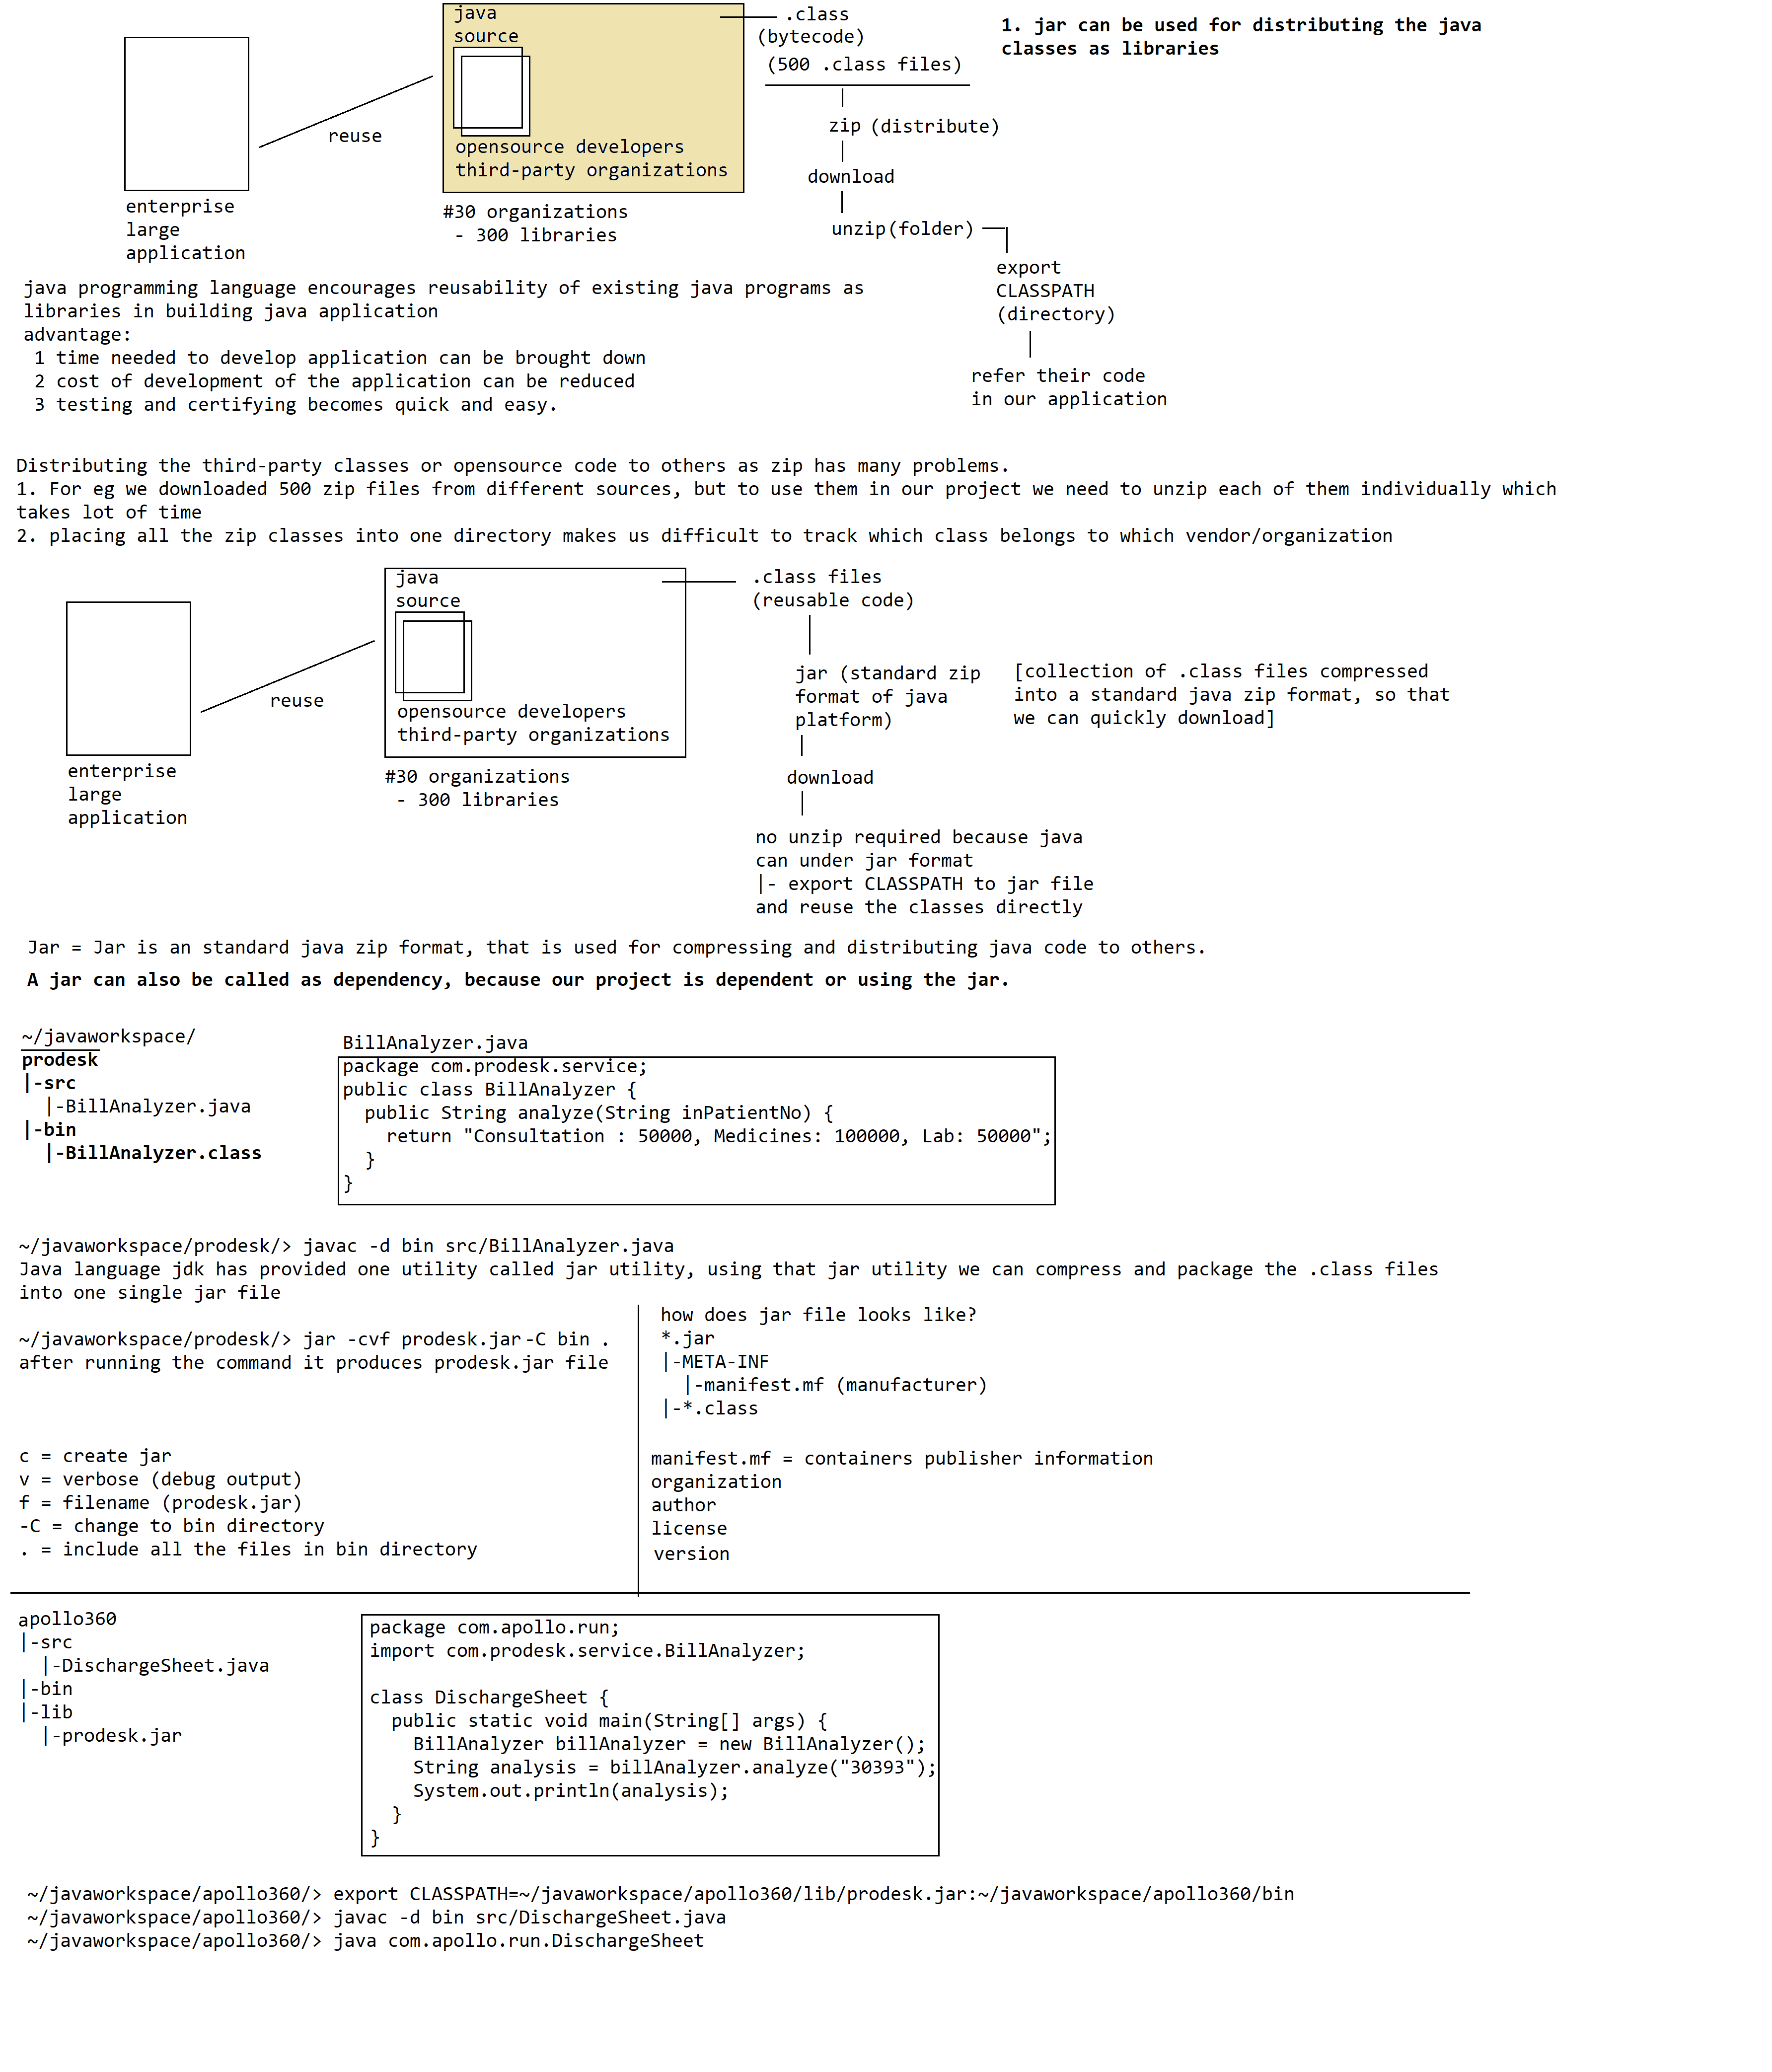 java
source
opensource developers
third-party organizations
reuse
enterprise
large
application
#30 organizations
 - 300 libraries
.class
(bytecode)
(500 .class files)
zip (distribute)
download
unzip(folder)
export
CLASSPATH
(directory)
refer their code
in our application
1. jar can be used for distributing the java
classes as libraries
java programming language encourages reusability of existing java programs as
libraries in building java application
advantage:
 1 time needed to develop application can be brought down
 2 cost of development of the application can be reduced
 3 testing and certifying becomes quick and easy.
Distributing the third-party classes or opensource code to others as zip has many problems.
1. For eg we downloaded 500 zip files from different sources, but to use them in our project we need to unzip each of them individually which
takes lot of time
2. placing all the zip classes into one directory makes us difficult to track which class belongs to which vendor/organization
java
source
opensource developers
third-party organizations
reuse
enterprise
large
application
#30 organizations
 - 300 libraries
.class files
(reusable code)
jar (standard zip
format of java
platform)
[collection of .class files compressed
into a standard java zip format, so that
we can quickly download]
download
no unzip required because java
can under jar format
|- export CLASSPATH to jar file
and reuse the classes directly
Jar = Jar is an standard java zip format, that is used for compressing and distributing java code to others.
A jar can also be called as dependency, because our project is dependent or using the jar.
~/javaworkspace/
prodesk
|-src
  |-BillAnalyzer.java
|-bin
  |-BillAnalyzer.class
BillAnalyzer.java
package com.prodesk.service;
public class BillAnalyzer {
  public String analyze(String inPatientNo) {
    return "Consultation : 50000, Medicines: 100000, Lab: 50000";
  }
}
~/javaworkspace/prodesk/> javac -d bin src/BillAnalyzer.java
Java language jdk has provided one utility called jar utility, using that jar utility we can compress and package the .class files
into one single jar file
~/javaworkspace/prodesk/> jar -cvf prodesk.jar -C bin .
after running the command it produces prodesk.jar file
c = create jar
v = verbose (debug output)
f = filename (prodesk.jar)
-C = change to bin directory
. = include all the files in bin directory
how does jar file looks like?
*.jar
|-META-INF
  |-manifest.mf (manufacturer)
|-*.class
manifest.mf = containers publisher information
organization
author
license
version
apollo360
|-src
  |-DischargeSheet.java
|-bin
|-lib
  |-prodesk.jar
package com.apollo.run;
import com.prodesk.service.BillAnalyzer;
class DischargeSheet {
  public static void main(String[] args) {
    BillAnalyzer billAnalyzer = new BillAnalyzer();
    String analysis = billAnalyzer.analyze("30393");
    System.out.println(analysis);
  }
}
~/javaworkspace/apollo360/> export CLASSPATH=~/javaworkspace/apollo360/lib/prodesk.jar:~/javaworkspace/apollo360/bin
~/javaworkspace/apollo360/> javac -d bin src/DischargeSheet.java
~/javaworkspace/apollo360/> java com.apollo.run.DischargeSheet